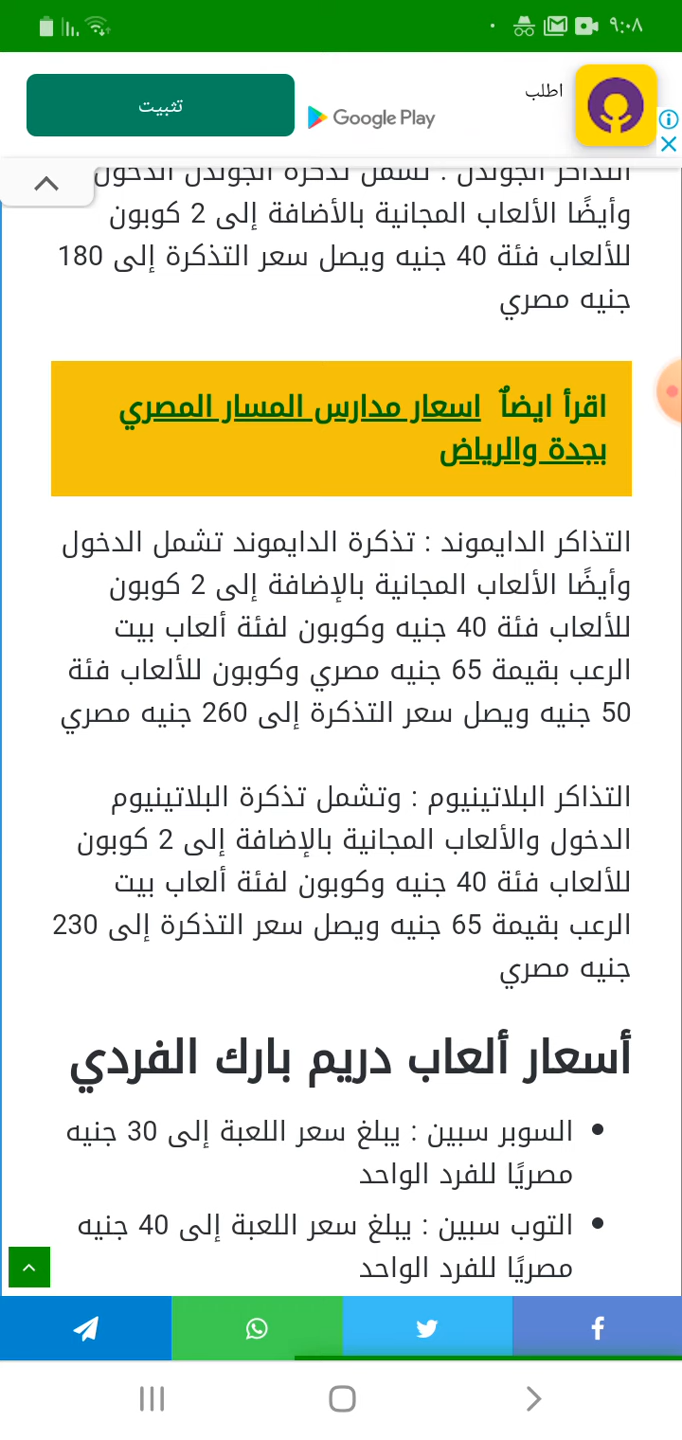 ٩:٠٨
اطلب
Google Play
تثبيت
التذاكر الجولدن : تشمل تذكرة الجولدن الدخول
وأيضًا الألعاب المجانية بالأضافة إلى 2 كوبون
للألعاب فئة 40 جنيه ويصل سعر التذكرة إلى 180
جنيه مصري
اقرأ ايضاً اسعار مدارس المسار المصري
بجدة والرياض
التذاكر الدايموند : تذكرة الدايموند تشمل الدخول
وأيضًا الألعاب المجانية بالإضافة إلى 2 كوبون
للألعاب فئة 40 جنيه وكوبون لفئة ألعاب بيت
الرعب بقيمة 65 جنيه مصري وكوبون للألعاب فئة
50 جنيه ويصل سعر التذكرة إلى 260 جنيه مصري
التذاكر البلاتينيوم : وتشمل تذكرة البلاتينيوم
الدخول والألعاب المجانية بالإضافة إلى 2 كوبون
للألعاب فئة 40 جنيه وكوبون لفئة ألعاب بيت
الرعب بقيمة 65 جنيه ويصل سعر التذكرة إلى 230
جنيه مصري
أسعار ألعاب دريم بارك الفردي
السوبر سبين : يبلغ سعر اللعبة إلى 30 جنيه
مصريًا للفرد الواحد
التوب سبين : يبلغ سعر اللعبة إلى 40 جنيه
مصريًا للفرد الواحد